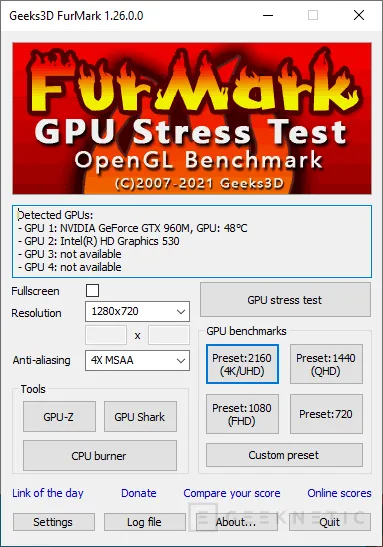 Geeks3D FurMark 1.26.0.0
FurMark
GPU Stress Test
OpenGL Benchmark
(C)2007-2021 Geeks3D
Detected GPUs:
- GPU 1: NVIDIA GeForce GTX 960M, GPU: 48°C
- GPU 2: Intel(R) HD Graphics 530
- GPU 3: not available
- GPU 4: not available
Fullscreen
Resolution
1280x720
x
Anti-aliasing
4X MSAA
GPU stress test
GPU benchmarks
Preset:2160
(4K/UHD)
Preset:1440
(QHD)
Preset:1080
(FHD)
Preset:720
Custom preset
Tools
GPU-Z
GPU Shark
CPU burner
Link of the day
Donate
Compare your score
Online scores
Settings
Log file
About...
Quit
GEEKNETIC